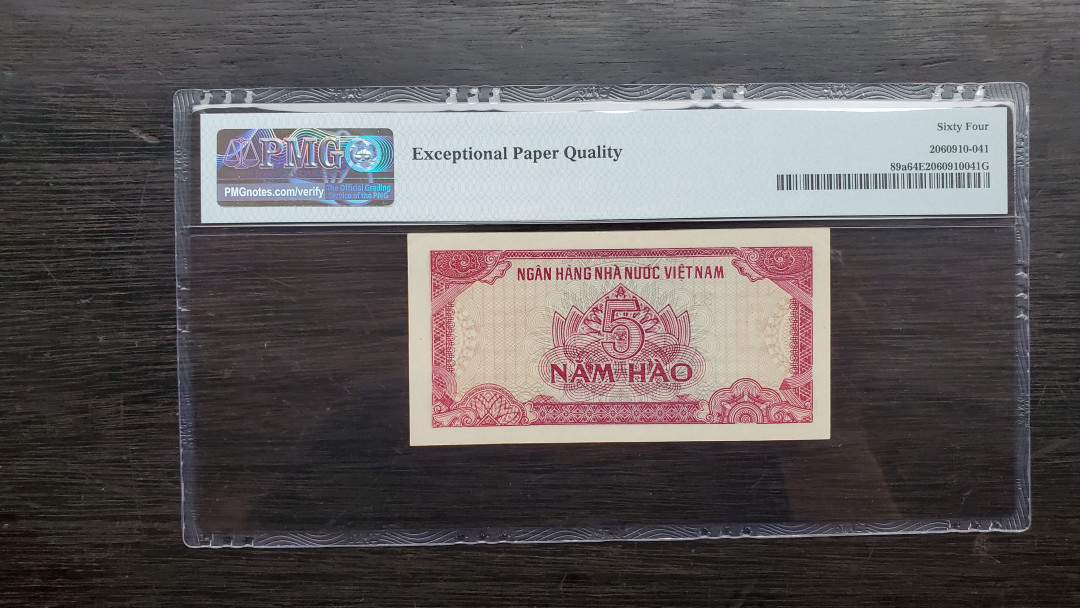 PMG
PMGnotes.com/verify
The Official Grading
Service of the PNG
Exceptional Paper Quality
Sixty Four
2060910-041
89a64E2060910041G
NGÂN HÀNG NHÀ NƯỚC VIỆT NAM
5
NĂM HÀO